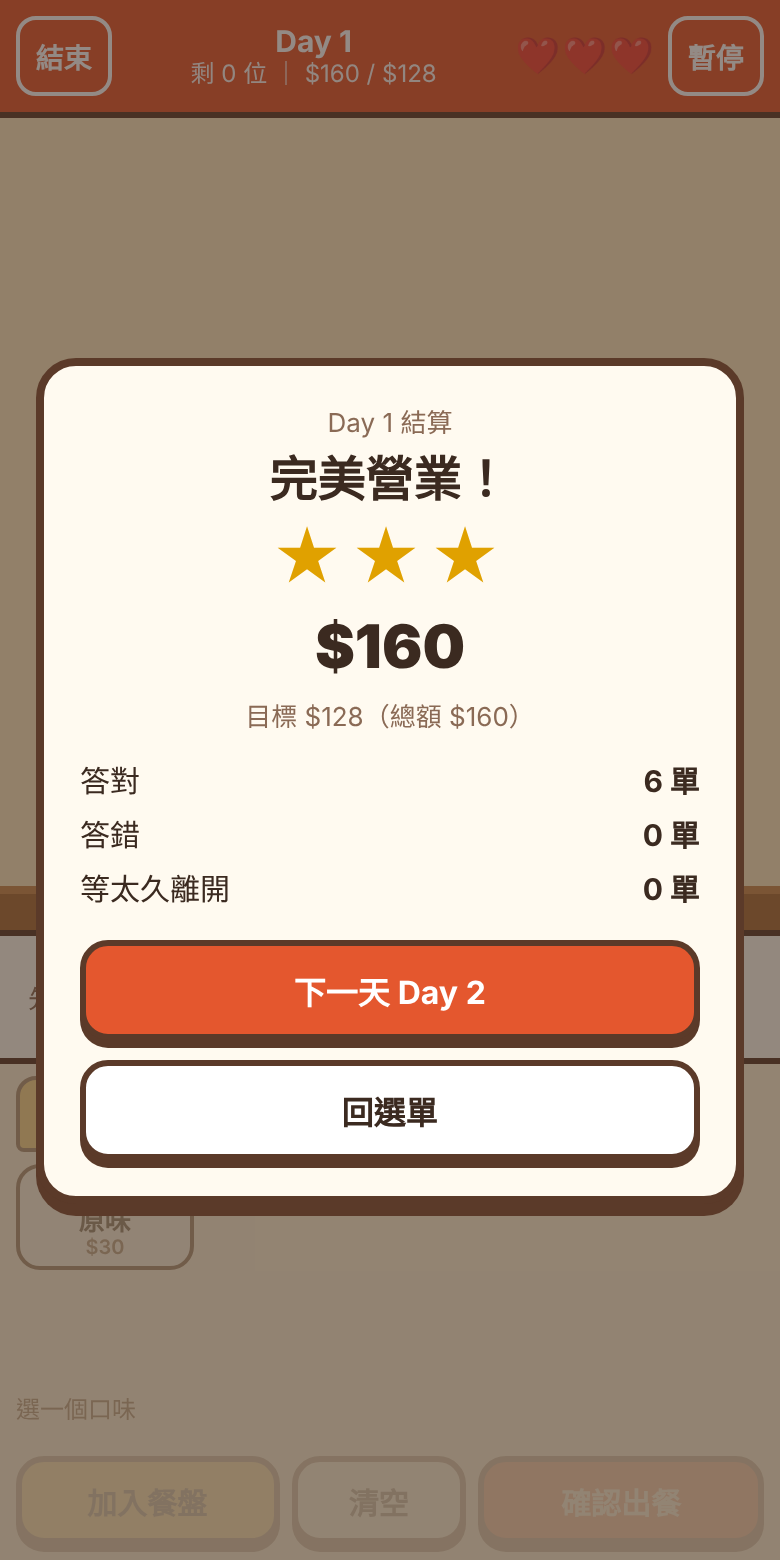 結束
Day 1
剩 0 位 ｜ $160 / $128
暫停
Day 1 結算
完美營業！
$160
目標 $128（總額 $160）
答對 6 單
答錯 0 單
等太久離開 0 單
下一天 Day 2
回選單
原味
$30
選一個口味
加入餐盤
清空
確認出餐